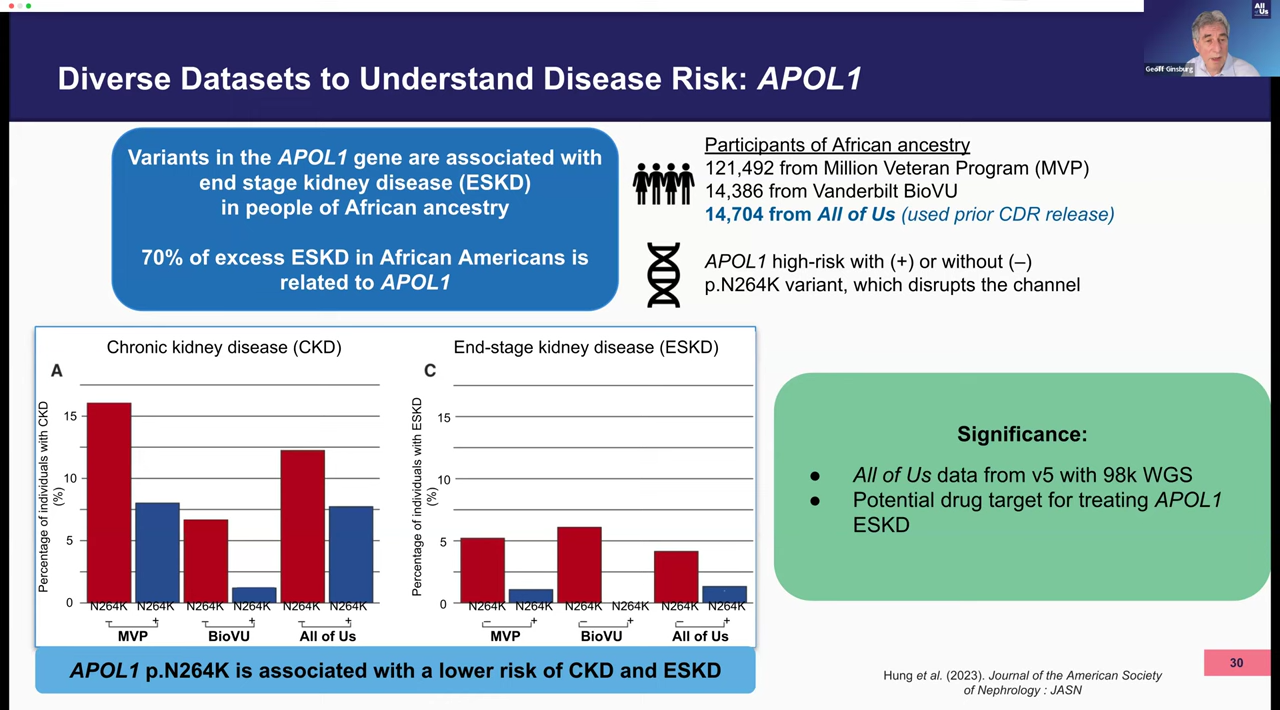 All
of Us
Geoff Ginsburg
Diverse Datasets to Understand Disease Risk: APOL1
Variants in the APOL1 gene are associated with
end stage kidney disease (ESKD)
in people of African ancestry
70% of excess ESKD in African Americans is
related to APOL1
Participants of African ancestry
121,492 from Million Veteran Program (MVP)
14,386 from Vanderbilt BioVU
14,704 from All of Us (used prior CDR release)
APOL1 high-risk with (+) or without (–)
p.N264K variant, which disrupts the channel
Chronic kidney disease (CKD)
A
Percentage of individuals with CKD
(%)
15
10
5
0
N264K N264K N264K N264K N264K N264K
– + – + – +
MVP BioVU All of Us
End-stage kidney disease (ESKD)
C
Percentage of individuals with ESKD
(%)
15
10
5
0
N264K N264K N264K N264K N264K N264K
– + – + – +
MVP BioVU All of Us
APOL1 p.N264K is associated with a lower risk of CKD and ESKD
Significance:
● All of Us data from v5 with 98k WGS
● Potential drug target for treating APOL1
ESKD
Hung et al. (2023). Journal of the American Society
of Nephrology : JASN
30